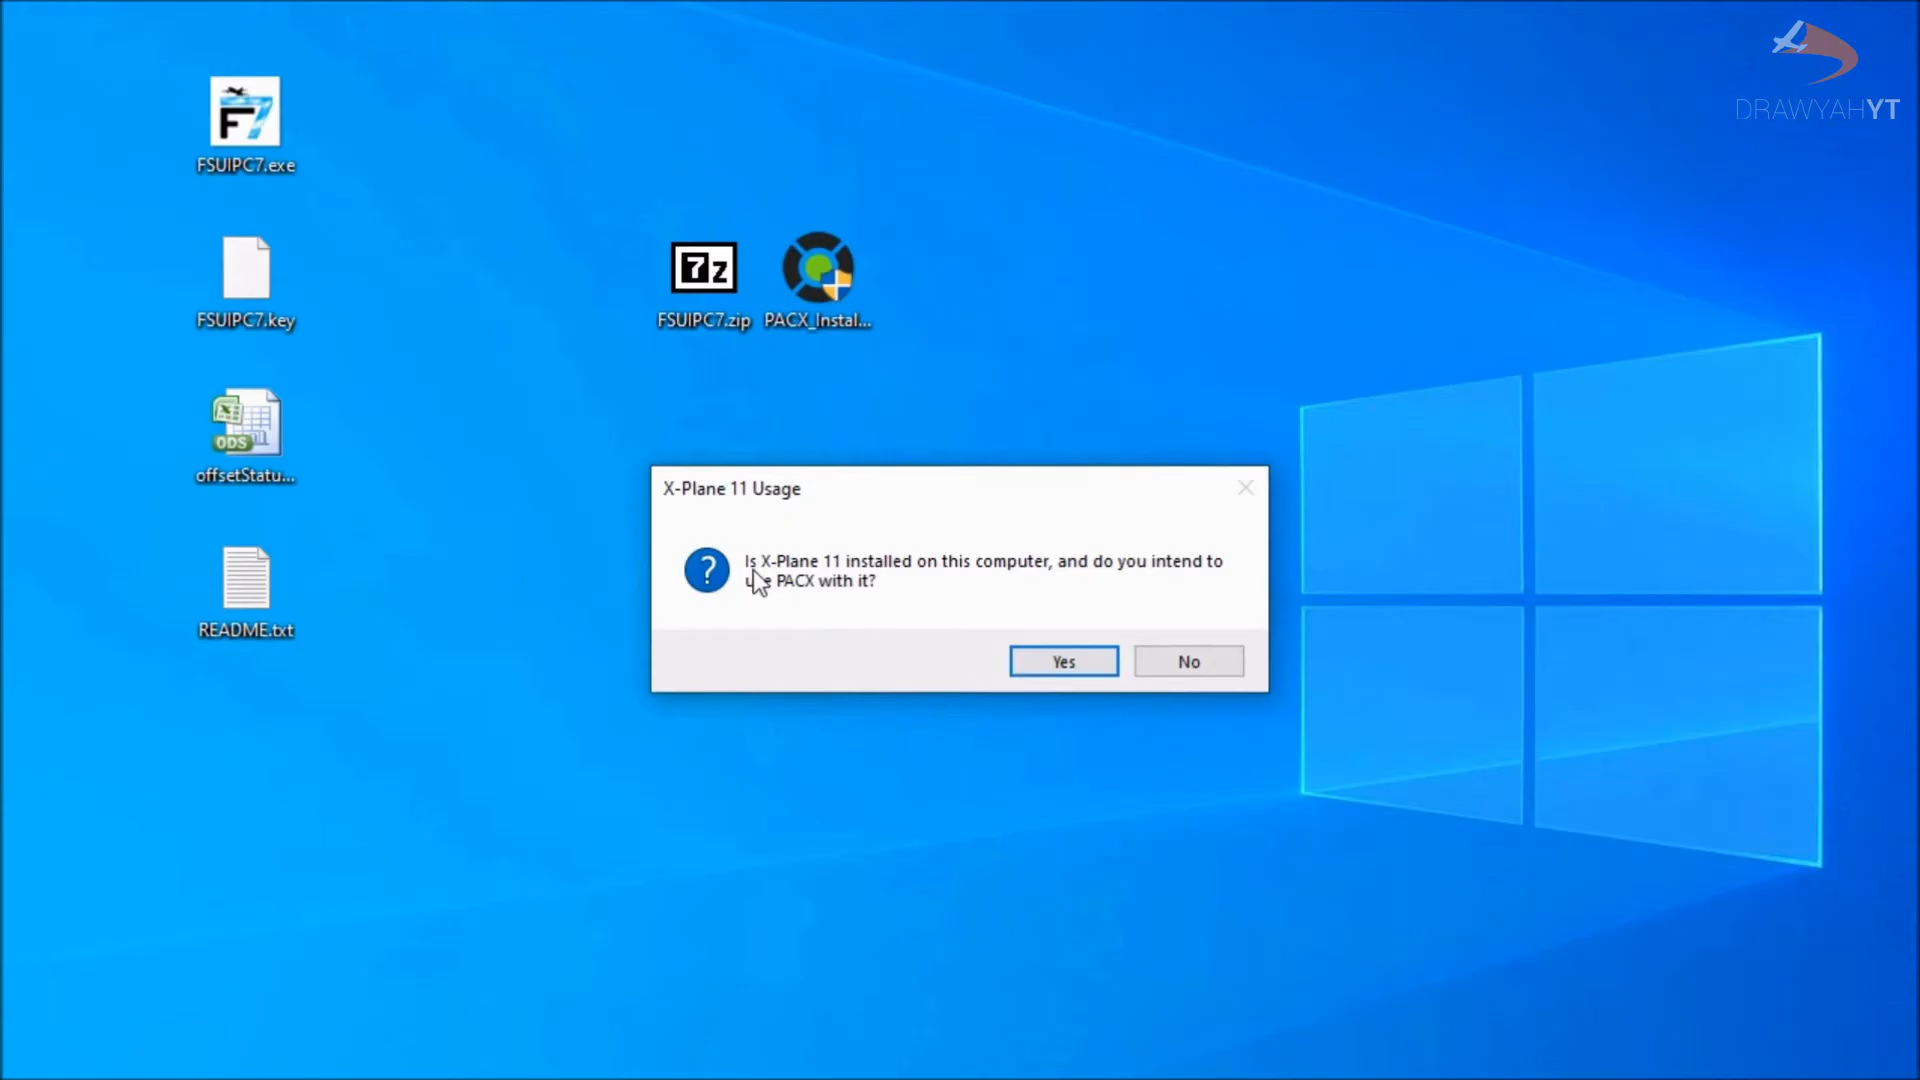 DRAWYAHYT
FSUIPC7.exe
FSUIPC7.key
FSUIPC7.zip
PACX_Instal...
ODS
offsetStatu...
X-Plane 11 Usage
Is X-Plane 11 installed on this computer, and do you intend to
PACX with it?
Yes
No
README.txt
F7
7z